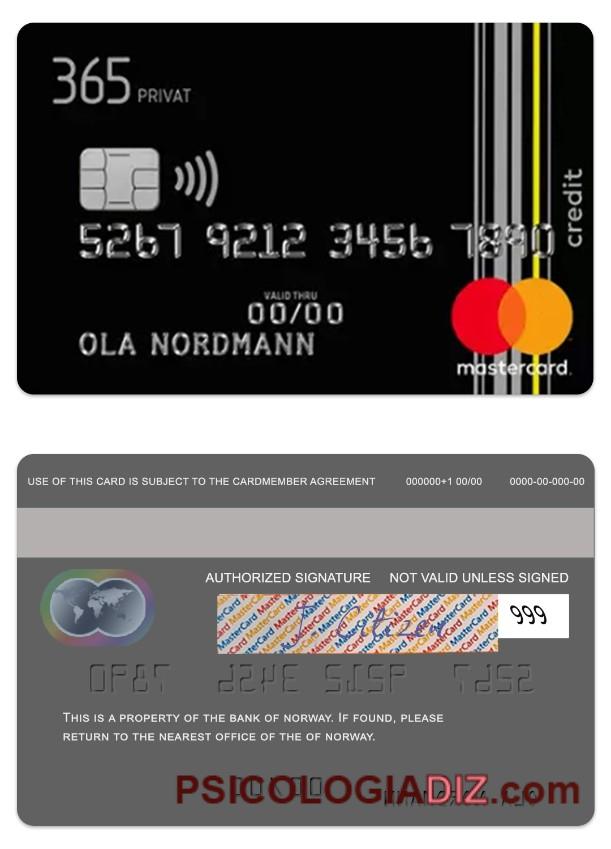 365 PRIVAT
credit
5267 9212 3456 7890
VALID THRU
00/00
OLA NORDMANN
mastercard.
USE OF THIS CARD IS SUBJECT TO THE CARDMEMBER AGREEMENT 000000+1 00/00 0000-00-000-00
AUTHORIZED SIGNATURE NOT VALID UNLESS SIGNED
J. Citizen 999
THIS IS A PROPERTY OF THE BANK OF NORWAY. IF FOUND, PLEASE
RETURN TO THE NEAREST OFFICE OF THE OF NORWAY.
PSICOLOGIADIZ.com